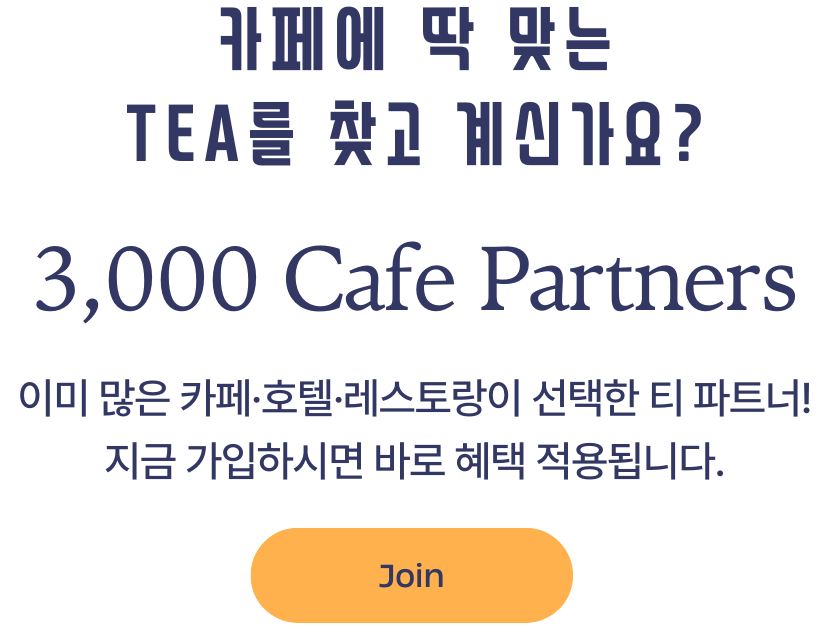 카페에 딱 맞는
TEA를 찾고 계신가요?
3,000 Cafe Partners
이미 많은 카페·호텔·레스토랑이 선택한 티 파트너!
지금 가입하시면 바로 혜택 적용됩니다.
Join